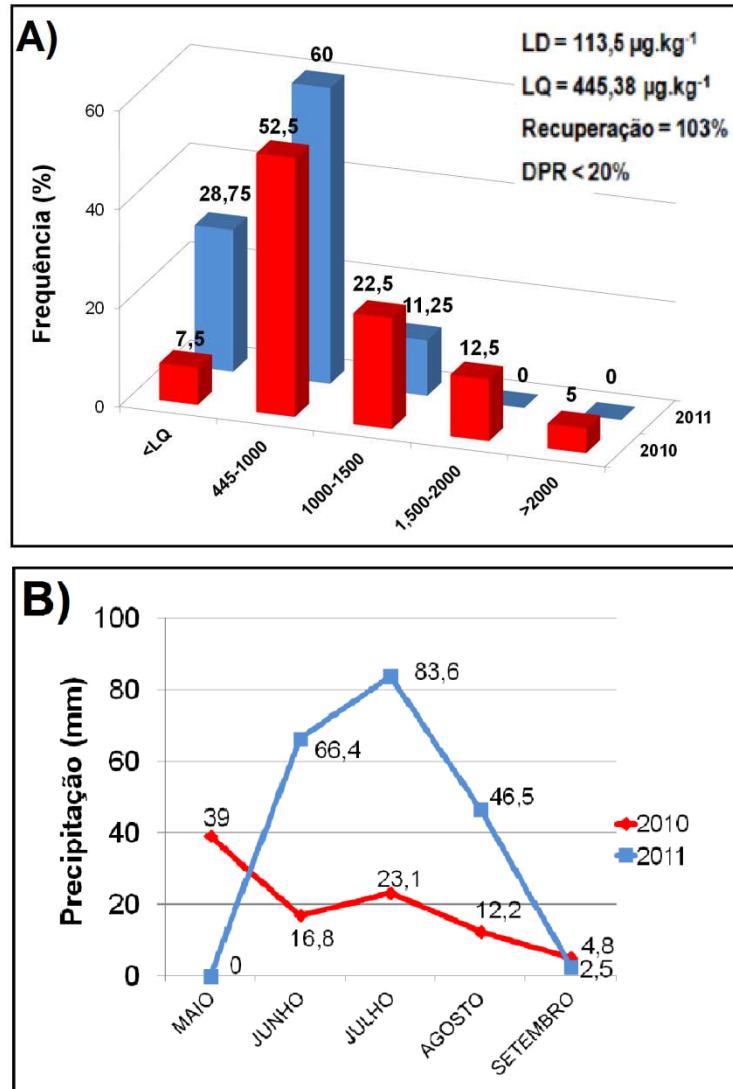 A)
LD = 113,5 µg.kg⁻¹
LQ = 445,38 µg.kg⁻¹
Recuperação = 103%
DPR < 20%
Frequência (%)
60
40
20
0
7,5
28,75
52,5
60
22,5
11,25
12,5
0
5
0
<LQ
445-1000
1000-1500
1,500-2000
>2000
2010
2011
B)
Precipitação (mm)
100
80
60
40
20
0
39
0
16,8
66,4
23,1
83,6
12,2
46,5
4,8
2,5
MAIO
JUNHO
JULHO
AGOSTO
SETEMBRO
2010
2011